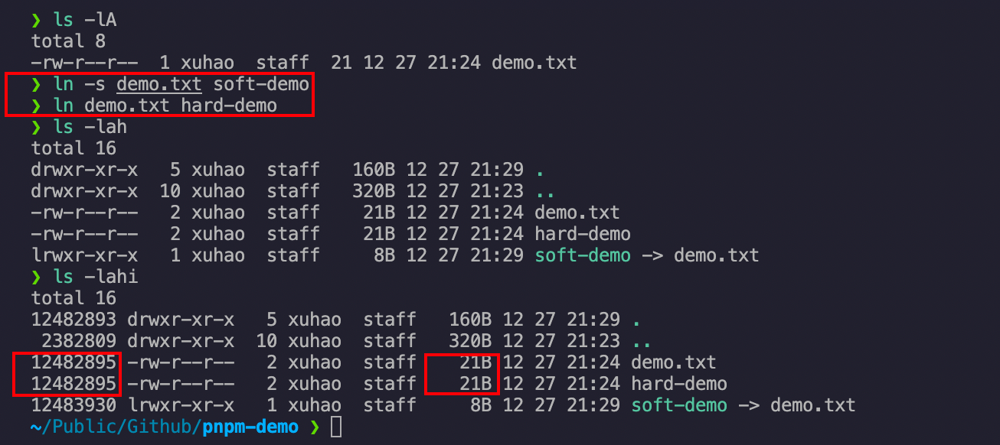 ❯ ls -lA
total 8
-rw-r--r--  1 xuhao  staff  21 12 27 21:24 demo.txt
❯ ln -s demo.txt soft-demo
❯ ln demo.txt hard-demo
❯ ls -lah
total 16
drwxr-xr-x   5 xuhao  staff   160B 12 27 21:29 .
drwxr-xr-x  10 xuhao  staff   320B 12 27 21:23 ..
-rw-r--r--   2 xuhao  staff    21B 12 27 21:24 demo.txt
-rw-r--r--   2 xuhao  staff    21B 12 27 21:24 hard-demo
lrwxr-xr-x   1 xuhao  staff     8B 12 27 21:29 soft-demo -> demo.txt
❯ ls -lahi
total 16
12482893 drwxr-xr-x   5 xuhao  staff   160B 12 27 21:29 .
 2382809 drwxr-xr-x  10 xuhao  staff   320B 12 27 21:23 ..
12482895 -rw-r--r--   2 xuhao  staff    21B 12 27 21:24 demo.txt
12482895 -rw-r--r--   2 xuhao  staff    21B 12 27 21:24 hard-demo
12483930 lrwxr-xr-x   1 xuhao  staff     8B 12 27 21:29 soft-demo -> demo.txt
~/Public/Github/pnpm-demo ❯